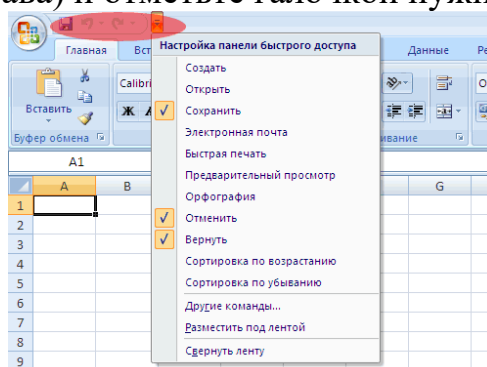 Главная
Настройка панели быстрого доступа
Данные
Вставить
Calibri
Буфер обмена
Ж
A1
A
B
G
1
2
3
4
5
6
7
8
9
Создать
Открыть
Сохранить
Электронная почта
Быстрая печать
Предварительный просмотр
Орфография
Отменить
Вернуть
Сортировка по возрастанию
Сортировка по убыванию
Другие команды...
Разместить под лентой
Свернуть ленту